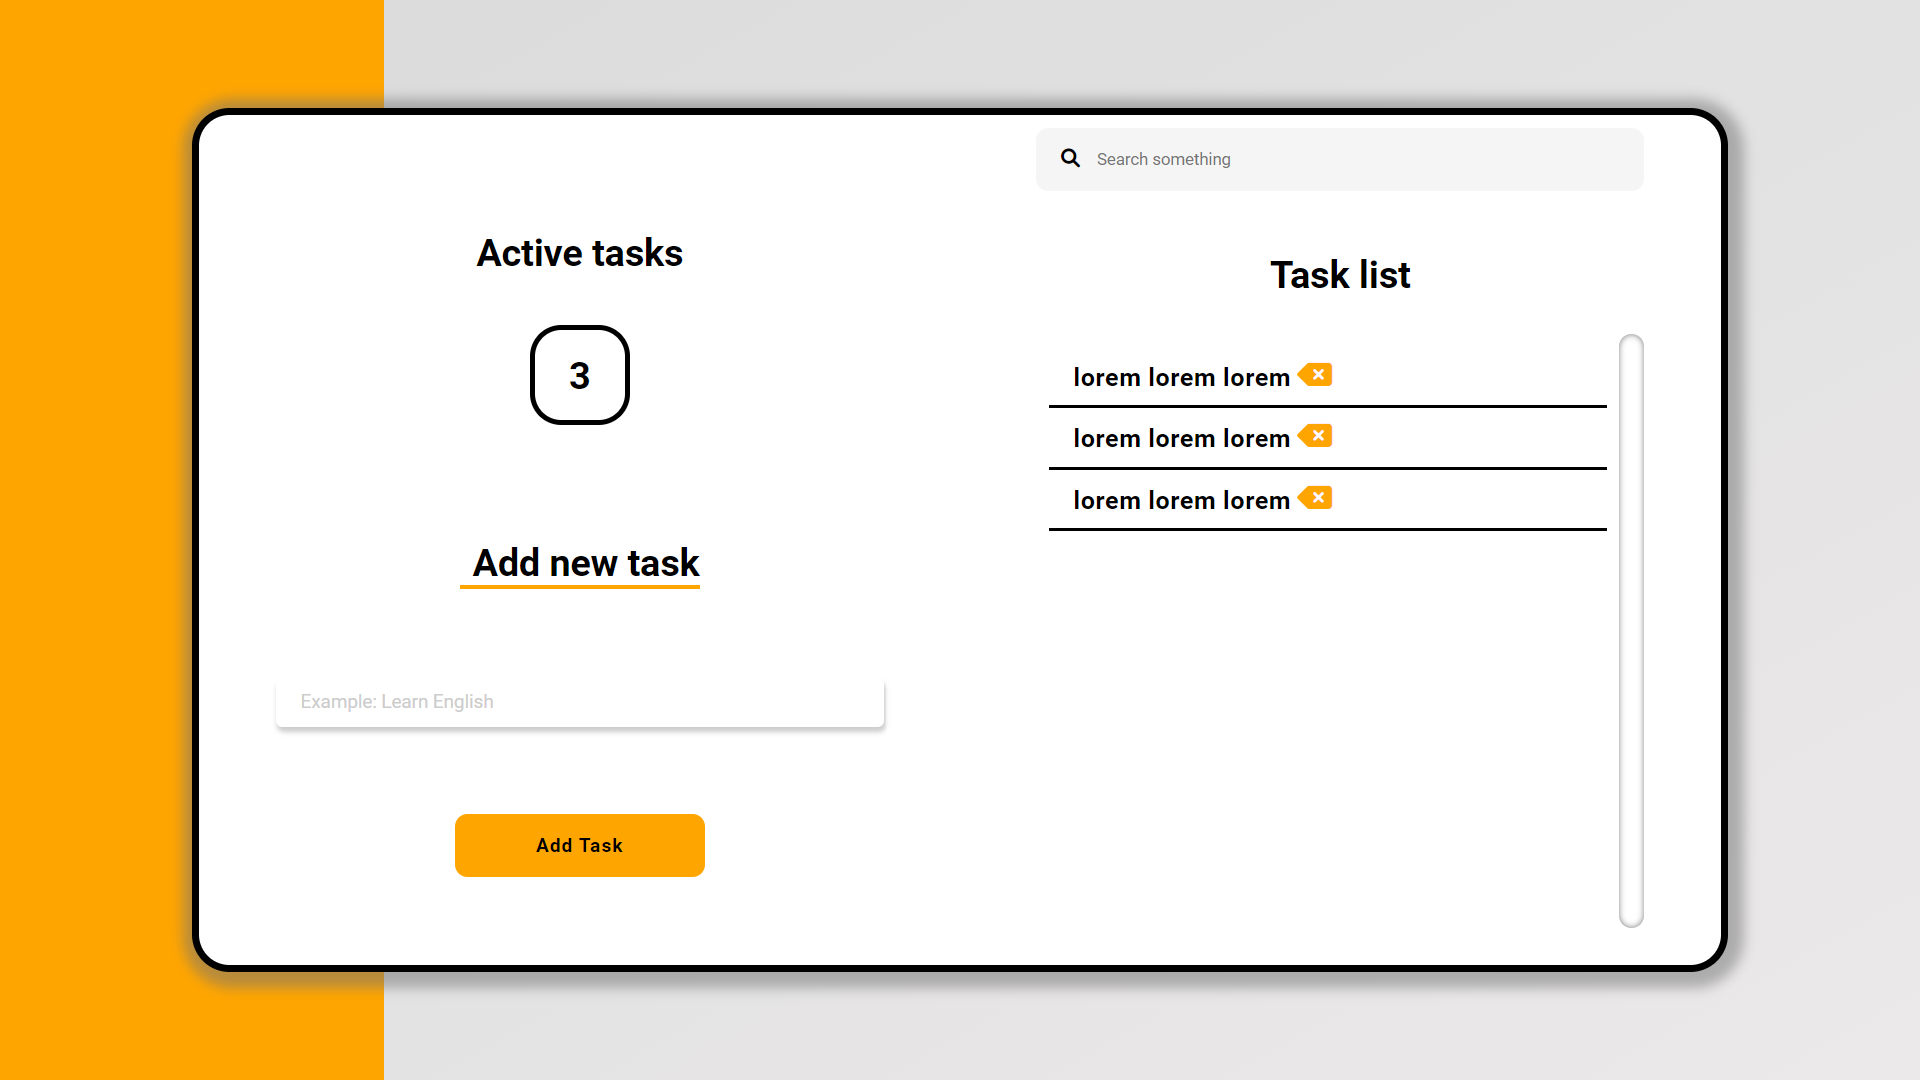 Search something
Active tasks
Task list
3
lorem lorem lorem
lorem lorem lorem
lorem lorem lorem
Add new task
Example: Learn English
Add Task